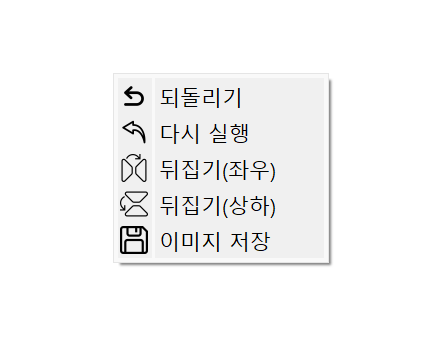 되돌리기
다시 실행
뒤집기(좌우)
뒤집기(상하)
이미지 저장